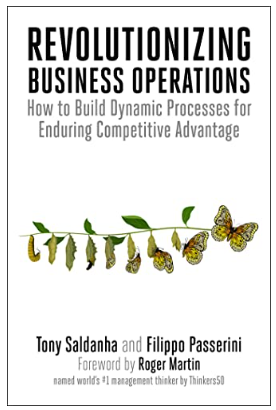 REVOLUTIONIZING
BUSINESS OPERATIONS
How to Build Dynamic Processes for
Enduring Competitive Advantage
Tony Saldanha and Filippo Passerini
Foreword by Roger Martin
named world's #1 management thinker by Thinkers50